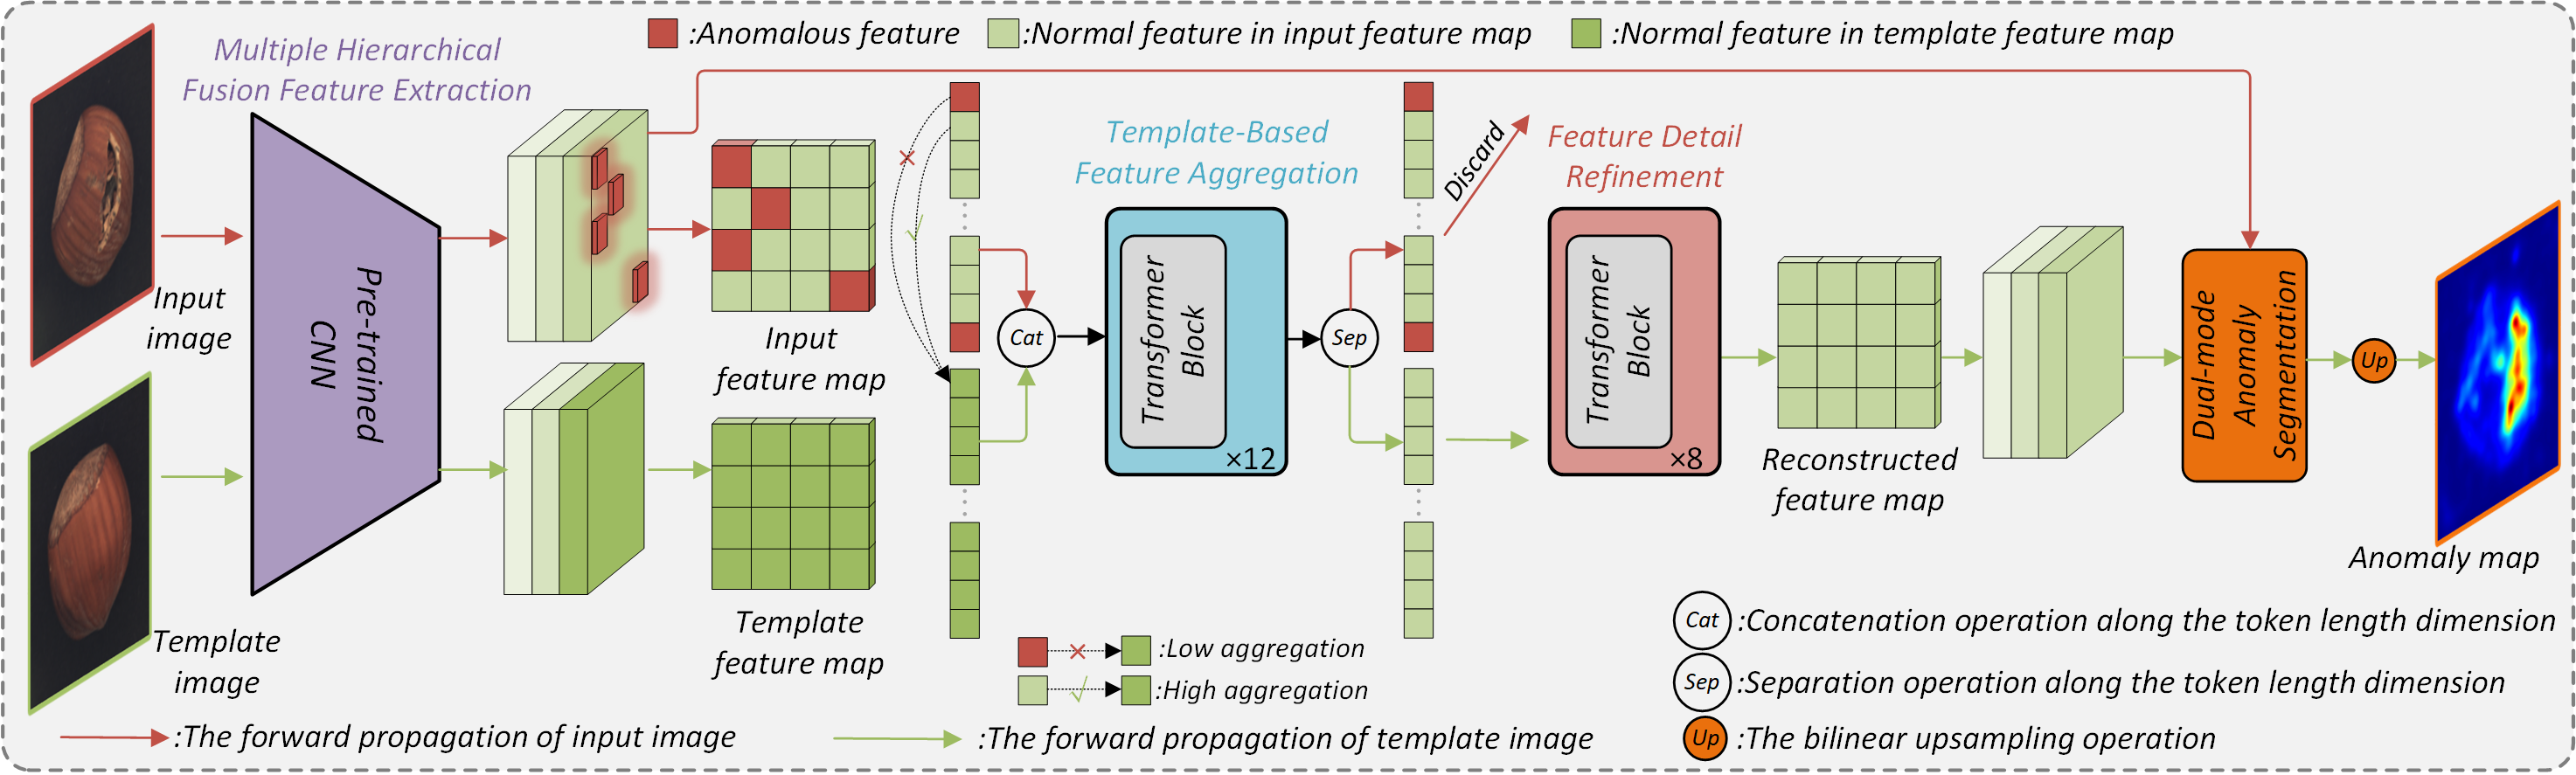 :Anomalous feature
:Normal feature in input feature map
:Normal feature in template feature map
Multiple Hierarchical
Fusion Feature Extraction
Input
image
Template
image
Pre-trained
CNN
Input
feature map
Template
feature map
Cat
Template-Based
Feature Aggregation
Transformer
Block
×12
Sep
Discard
Feature Detail
Refinement
Transformer
Block
×8
Reconstructed
feature map
Dual-mode
Anomaly
Segmentation
Up
Anomaly map
:Low aggregation
:High aggregation
Cat :Concatenation operation along the token length dimension
Sep :Separation operation along the token length dimension
Up :The bilinear upsampling operation
:The forward propagation of input image
:The forward propagation of template image